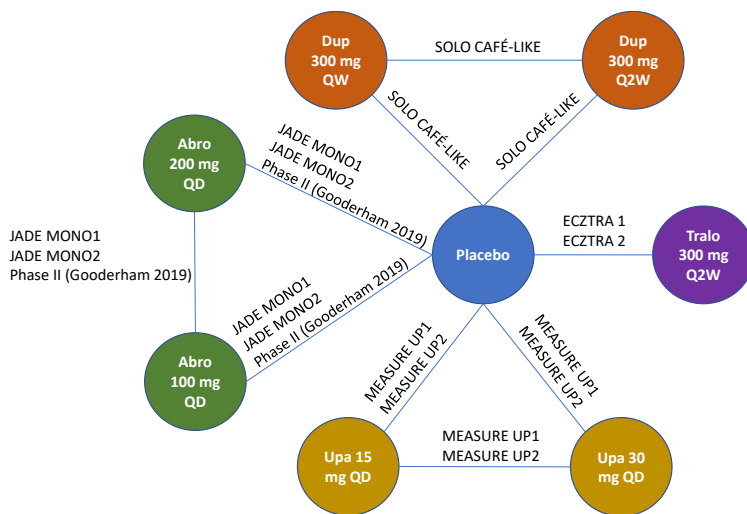 Dup
300 mg
QW
SOLO CAFÉ-LIKE
Dup
300 mg
Q2W
SOLO CAFÉ-LIKE
SOLO CAFÉ-LIKE
Abro
200 mg
QD
JADE MONO1
JADE MONO2
Phase II (Gooderham 2019)
JADE MONO1
JADE MONO2
Phase II (Gooderham 2019)
Placebo
ECZTRA 1
ECZTRA 2
Tralo
300 mg
Q2W
JADE MONO1
JADE MONO2
Phase II (Gooderham 2019)
Abro
100 mg
QD
MEASURE UP1
MEASURE UP2
MEASURE UP1
MEASURE UP2
Upa 15
mg QD
MEASURE UP1
MEASURE UP2
Upa 30
mg QD